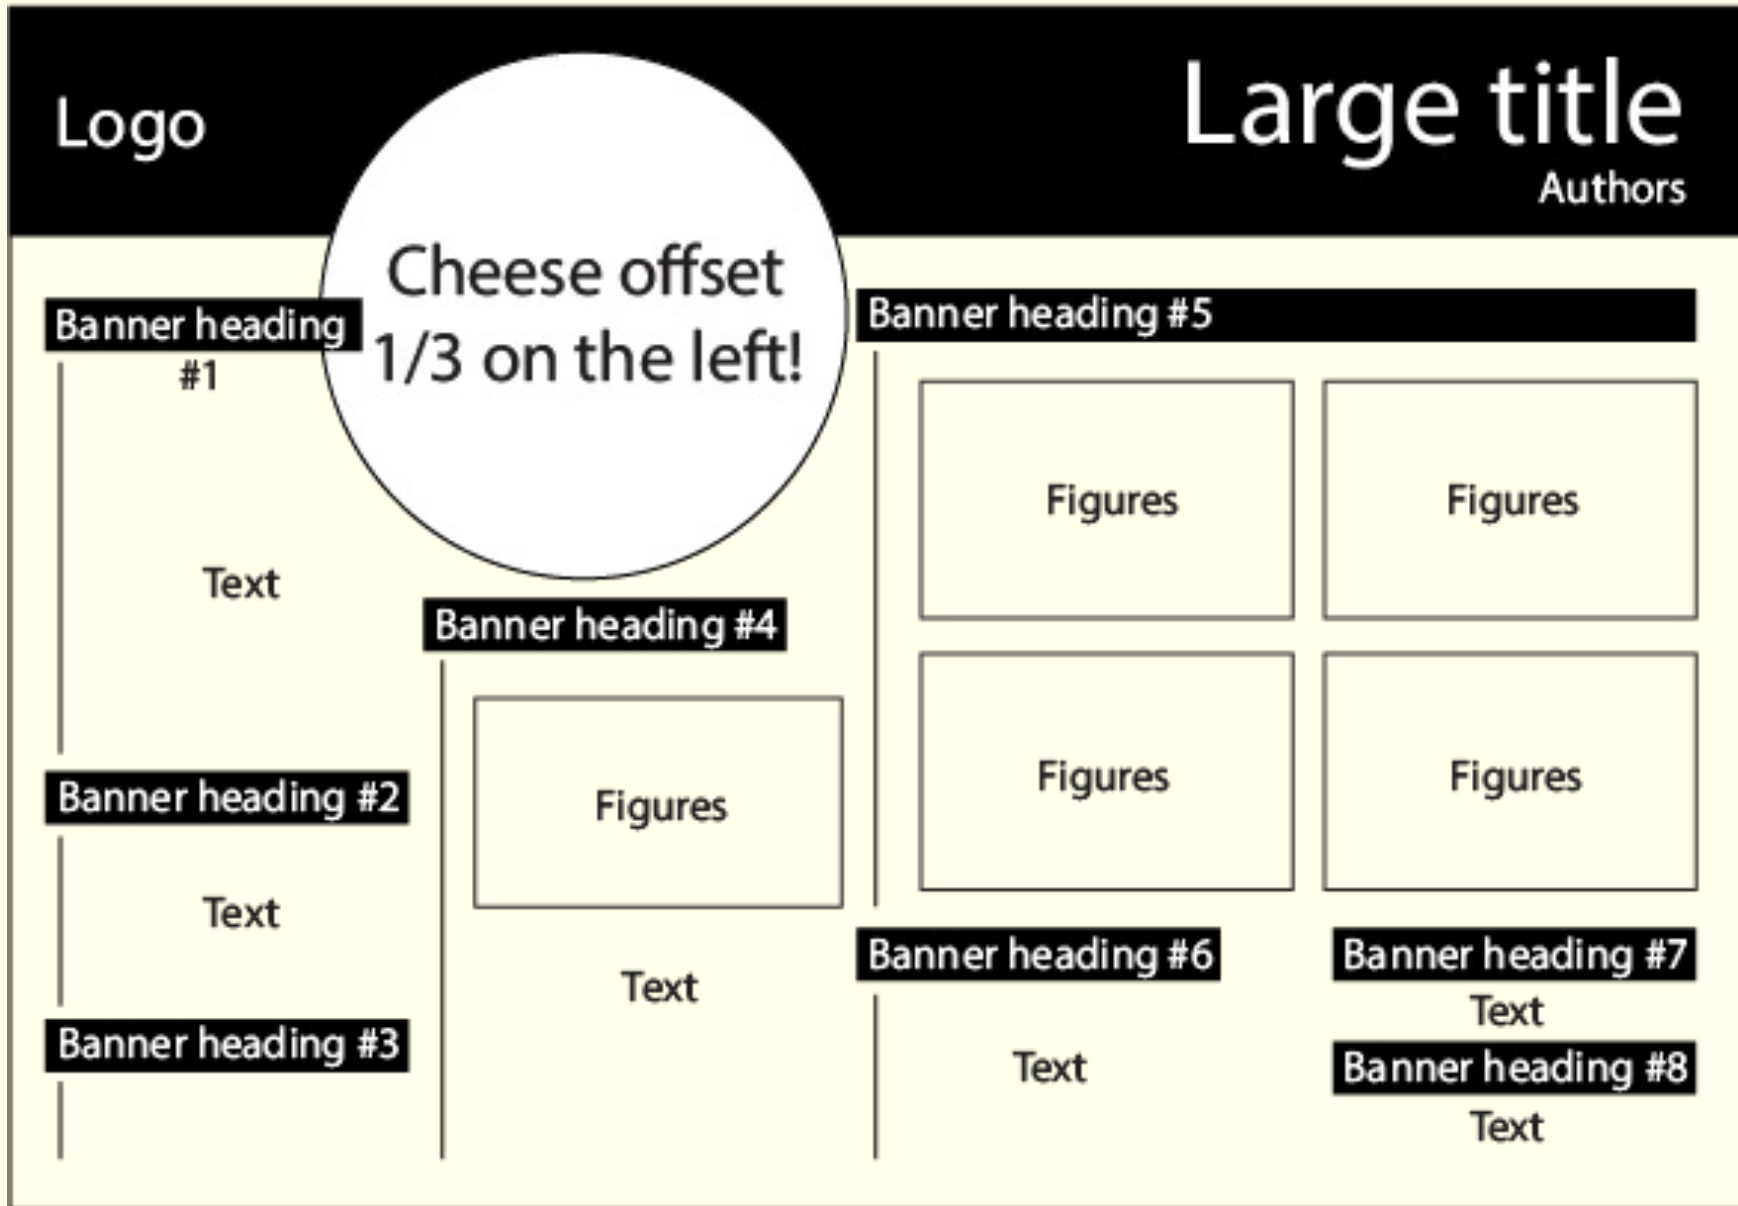 Logo
Large title
Authors
Cheese offset
1/3 on the left!
Banner heading
#1
Text
Banner heading #2
Text
Banner heading #3
Banner heading #4
Figures
Text
Banner heading #5
Figures
Figures
Figures
Figures
Banner heading #6
Text
Banner heading #7
Text
Banner heading #8
Text